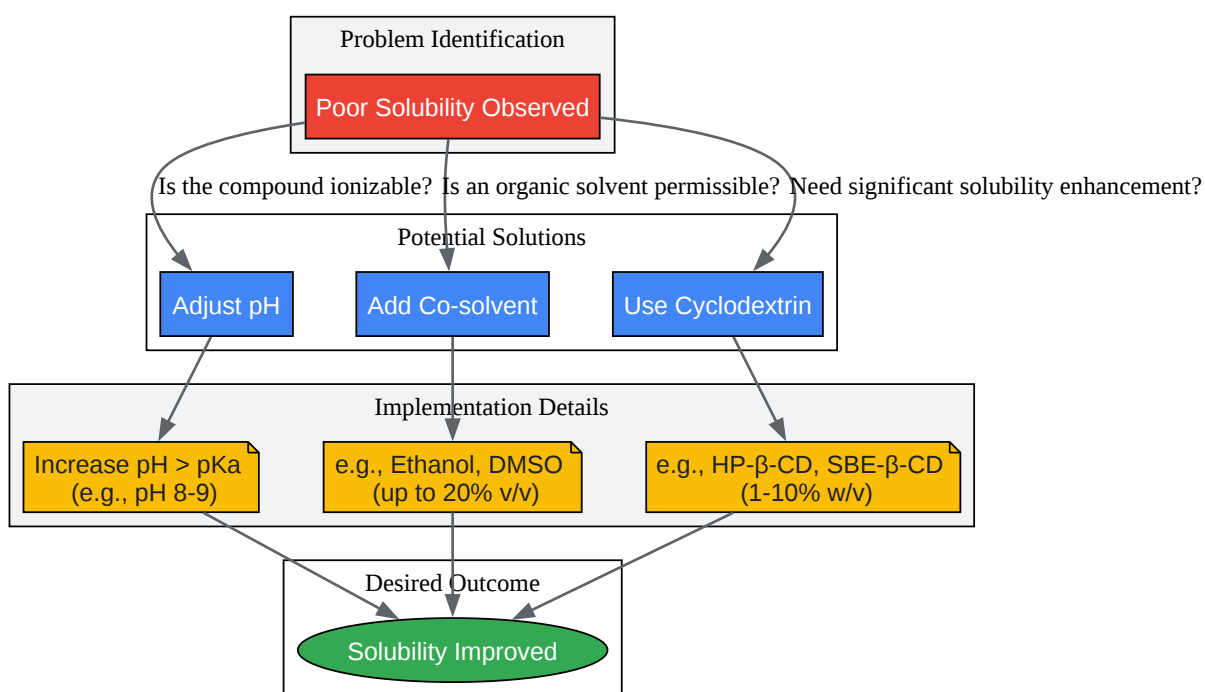 Problem Identification
Poor Solubility Observed
Is the compound ionizable?
Is an organic solvent permissible?
Need significant solubility enhancement?
Potential Solutions
Adjust pH
Add Co-solvent
Use Cyclodextrin
Implementation Details
Increase pH > pKa
(e.g., pH 8-9)
e.g., Ethanol, DMSO
(up to 20% v/v)
e.g., HP-β-CD, SBE-β-CD
(1-10% w/v)
Desired Outcome
Solubility Improved